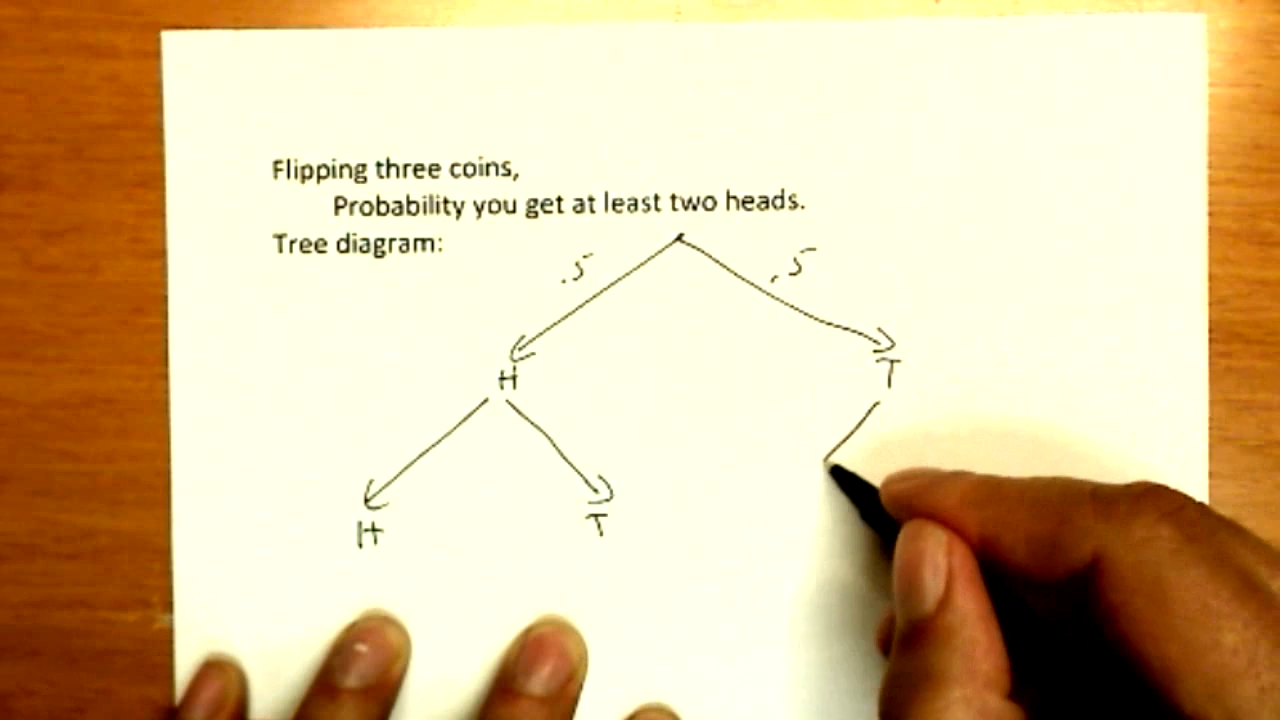 Flipping three coins,
Probability you get at least two heads.
Tree diagram:
.5 .5
H T
H T